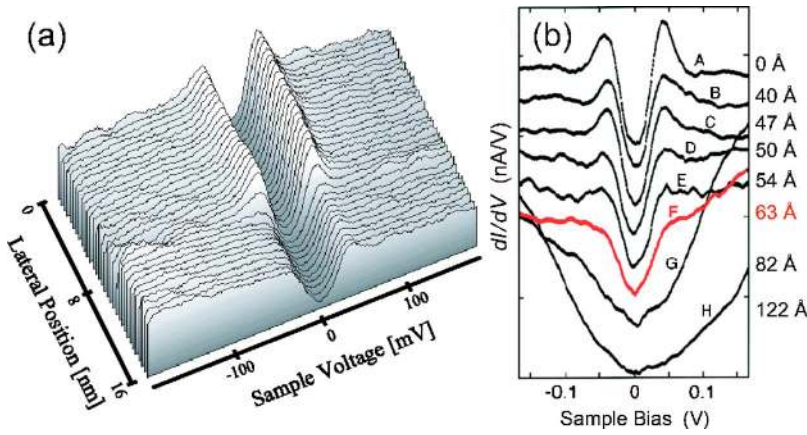 (a)
0
8
16
Lateral Position [nm]
-100
0
100
Sample Voltage [mV]
(b)
dI/dV (nA/V)
A
B
C
D
E
F
G
H
0 Å
40 Å
47 Å
50 Å
54 Å
63 Å
82 Å
122 Å
-0.1
0
0.1
Sample Bias (V)